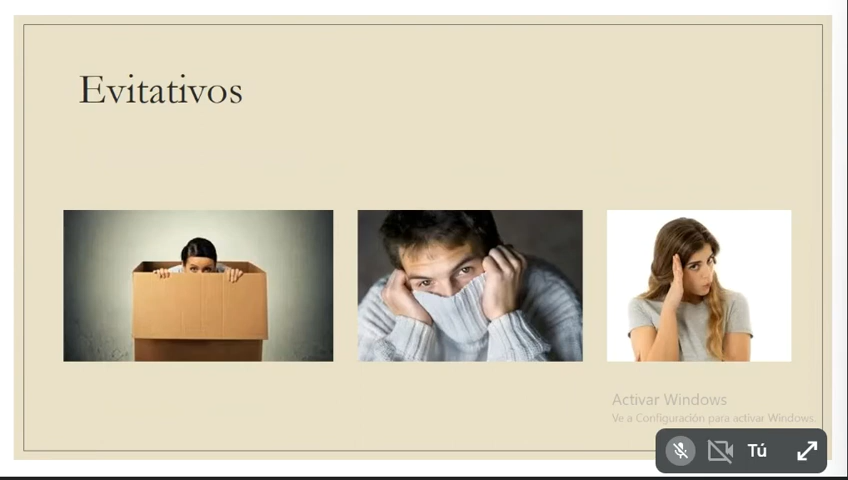 Evitativos
Activar Windows
Ve a Configuración para activar Windows.
Tú